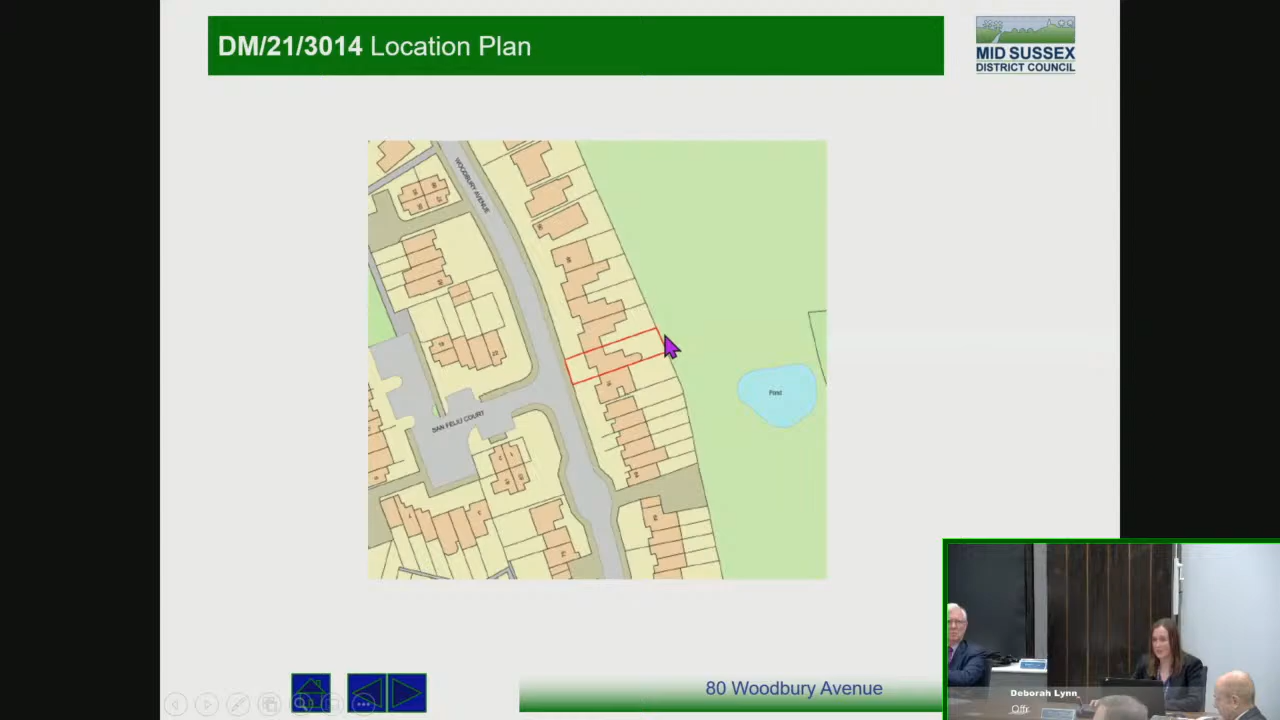 DM/21/3014 Location Plan
MID SUSSEX
DISTRICT COUNCIL
WOODBURY AVENUE
SAN FELIU COURT
Pond
80 Woodbury Avenue
Deborah Lynn
Offr